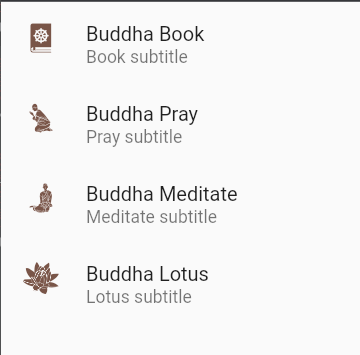 Buddha Book
Book subtitle
Buddha Pray
Pray subtitle
Buddha Meditate
Meditate subtitle
Buddha Lotus
Lotus subtitle